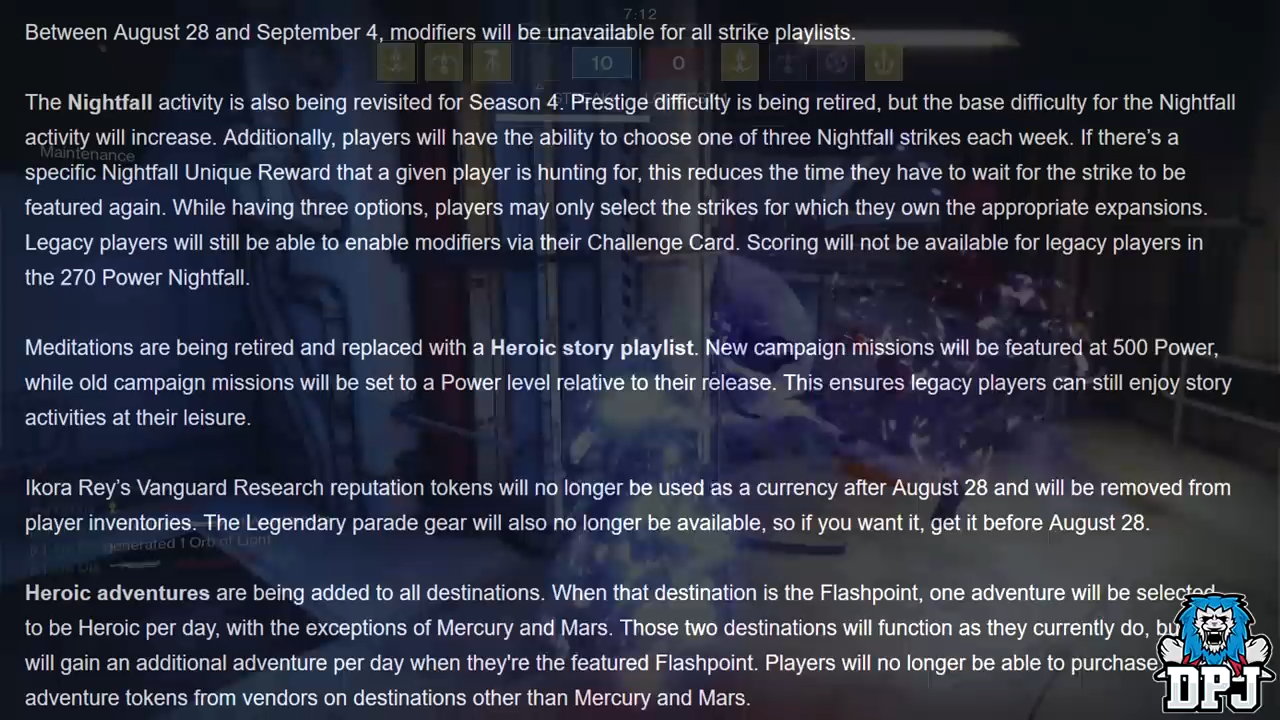 7:12
Between August 28 and September 4, modifiers will be unavailable for all strike playlists.
10 0
The Nightfall activity is also being revisited for Season 4. Prestige difficulty is being retired, but the base difficulty for the Nightfall
activity will increase. Additionally, players will have the ability to choose one of three Nightfall strikes each week. If there's a
Maintenance
specific Nightfall Unique Reward that a given player is hunting for, this reduces the time they have to wait for the strike to be
featured again. While having three options, players may only select the strikes for which they own the appropriate expansions.
Legacy players will still be able to enable modifiers via their Challenge Card. Scoring will not be available for legacy players in
the 270 Power Nightfall.
Meditations are being retired and replaced with a Heroic story playlist. New campaign missions will be featured at 500 Power,
while old campaign missions will be set to a Power level relative to their release. This ensures legacy players can still enjoy story
activities at their leisure.
Ikora Rey's Vanguard Research reputation tokens will no longer be used as a currency after August 28 and will be removed from
player inventories. The Legendary parade gear will also no longer be available, so if you want it, get it before August 28.
generated 1 Orb of Light
Heroic adventures are being added to all destinations. When that destination is the Flashpoint, one adventure will be selected
to be Heroic per day, with the exceptions of Mercury and Mars. Those two destinations will function as they currently do, but
will gain an additional adventure per day when they're the featured Flashpoint. Players will no longer be able to purchase
adventure tokens from vendors on destinations other than Mercury and Mars.
DPJ